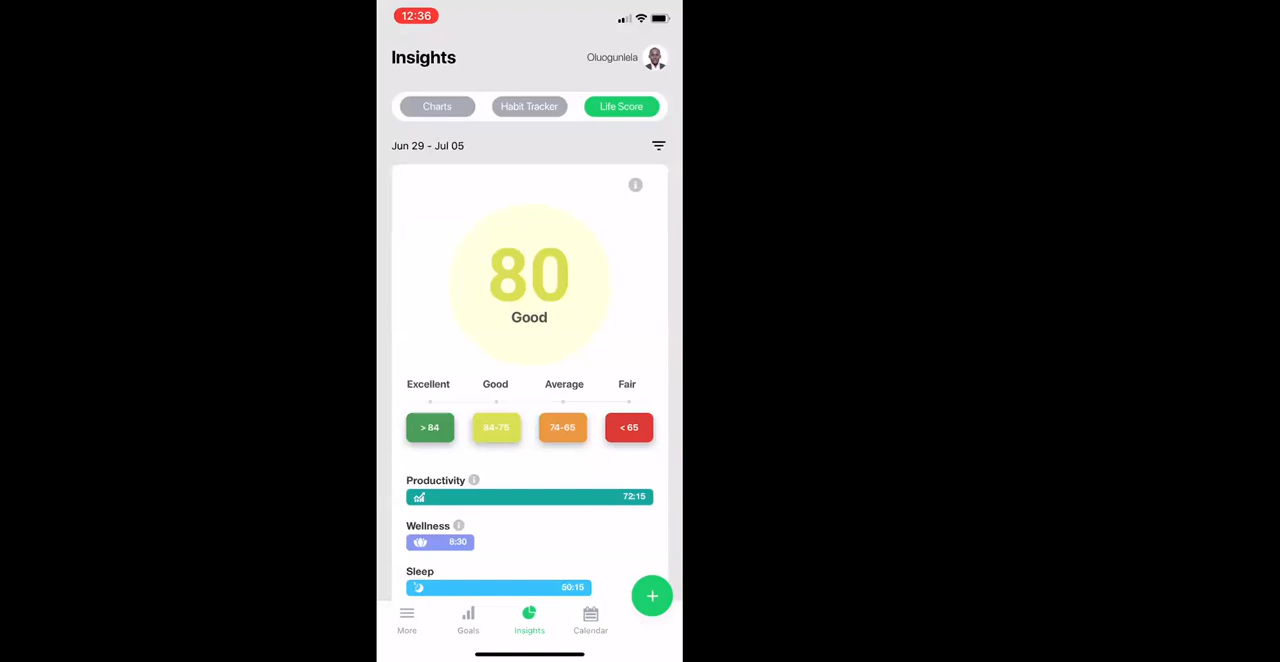 12:36
Insights
Oluogunlela
Charts Habit Tracker Life Score
Jun 29 - Jul 05
80
Good
Excellent Good Average Fair
> 84 84-75 74-65 < 65
Productivity
72:15
Wellness
8:30
Sleep
50:15
+
More Goals Insights Calendar